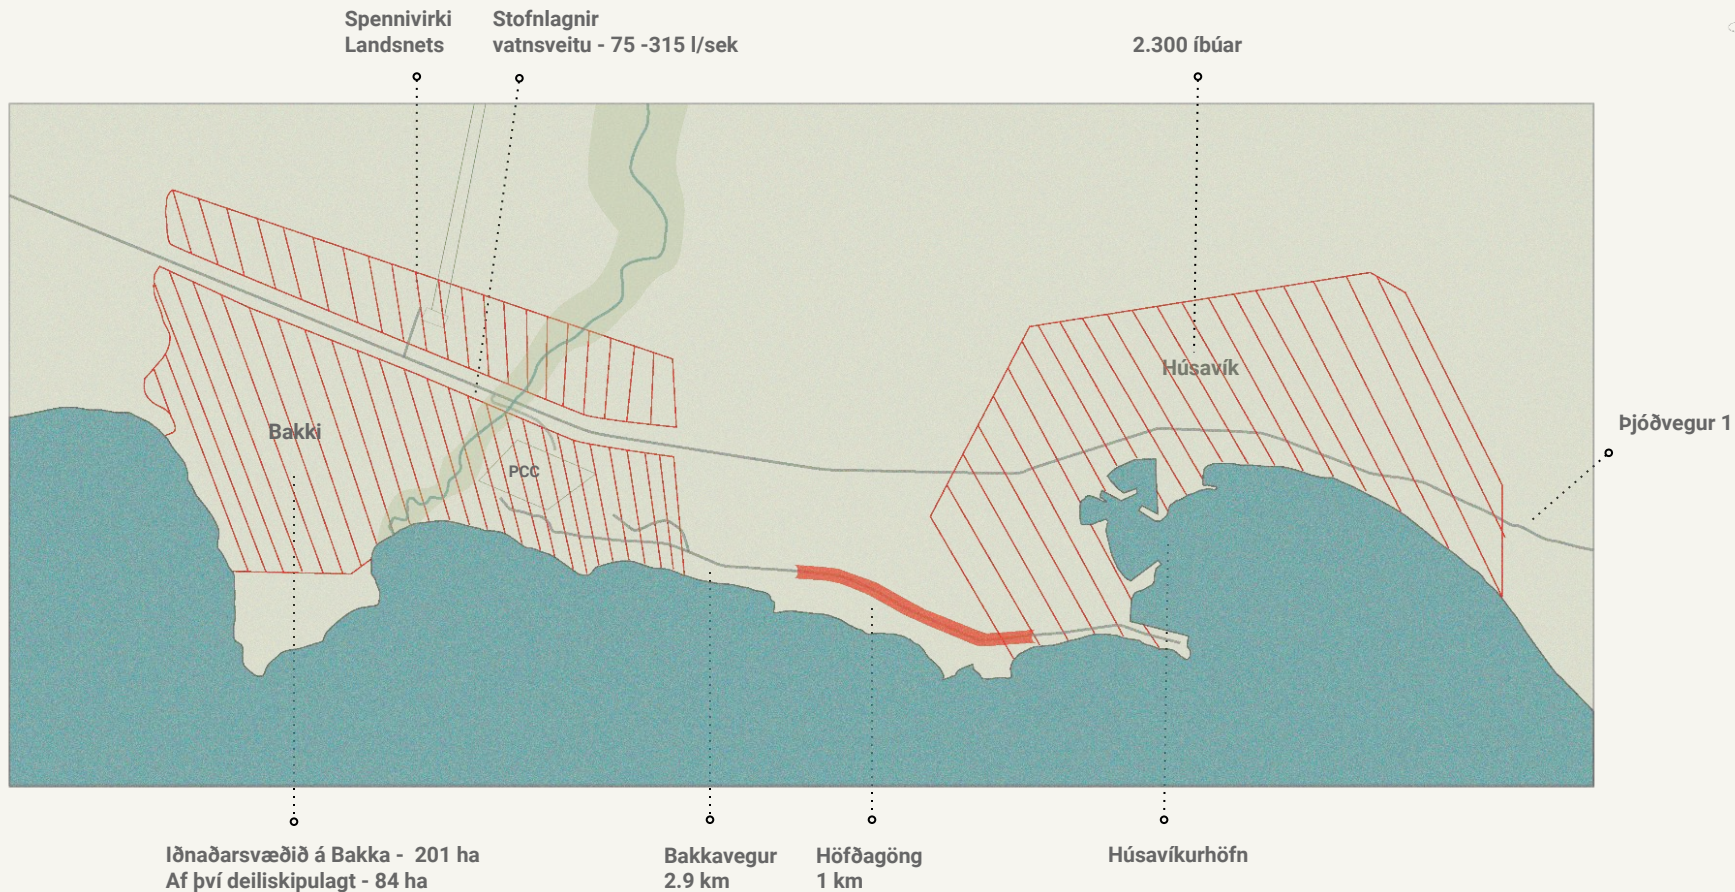 Spennivirki
Landsnets
Stofnlagnir
vatnsveitu - 75 -315 l/sek
2.300 íbúar
Húsavík
Þjóðvegur 1
Bakki
PCC
Iðnaðarsvæðið á Bakka - 201 ha
Af því deiliskipulagt - 84 ha
Bakkavegur
2.9 km
Höfðagöng
1 km
Húsavíkurhöfn